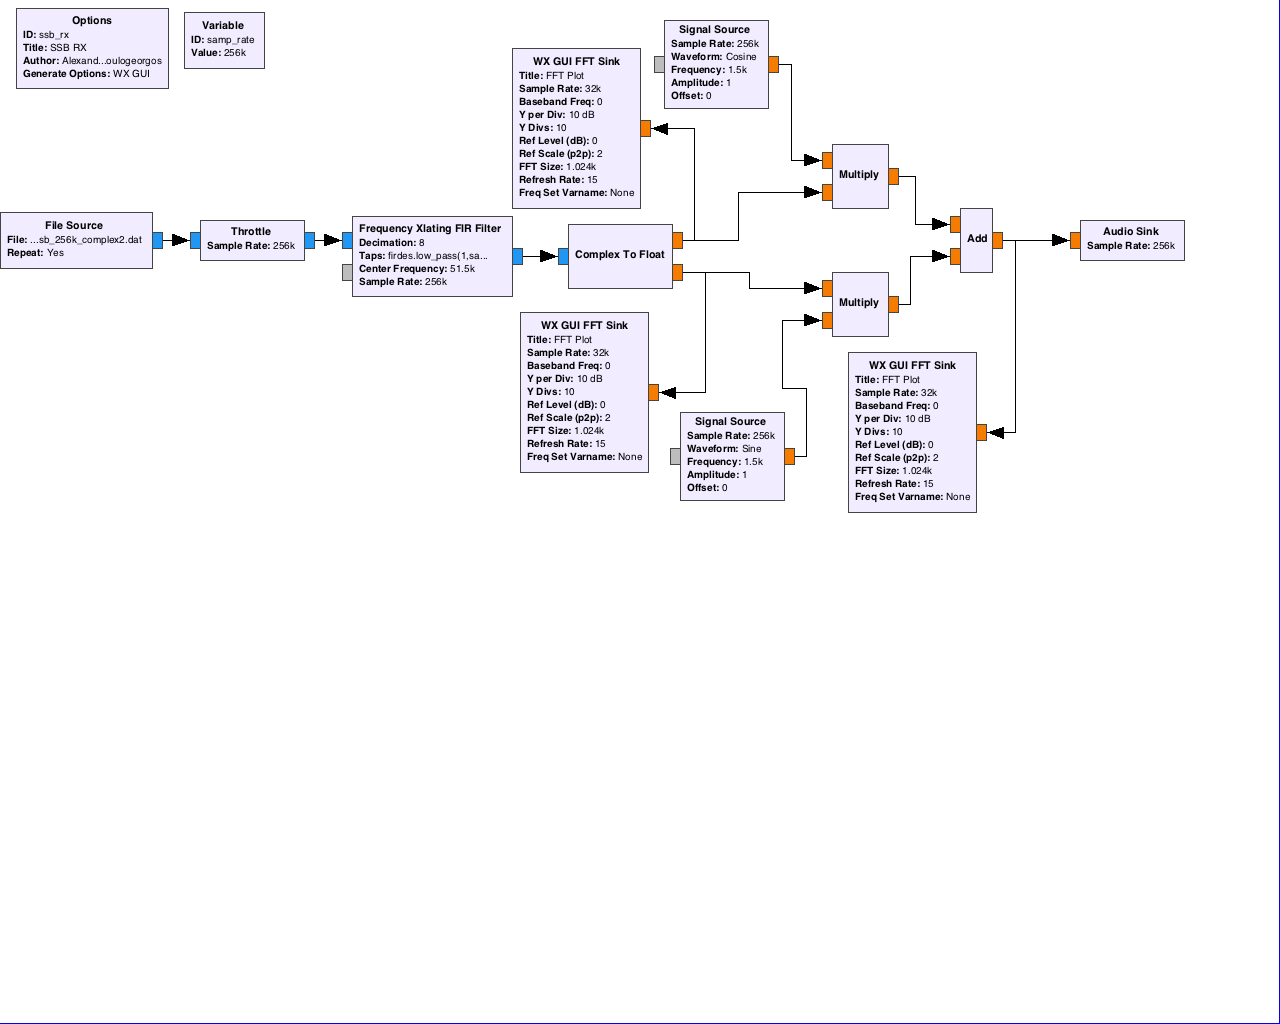 Options
ID: ssb_rx
Title: SSB RX
Author: Alexand...oulogeorgos
Generate Options: WX GUI
Variable
ID: samp_rate
Value: 256k
WX GUI FFT Sink
Title: FFT Plot
Sample Rate: 32k
Baseband Freq: 0
Y per Div: 10 dB
Y Divs: 10
Ref Level (dB): 0
Ref Scale (p2p): 2
FFT Size: 1.024k
Refresh Rate: 15
Freq Set Varname: None
Signal Source
Sample Rate: 256k
Waveform: Cosine
Frequency: 1.5k
Amplitude: 1
Offset: 0
Multiply
File Source
File: ...sb_256k_complex2.dat
Repeat: Yes
Throttle
Sample Rate: 256k
Frequency Xlating FIR Filter
Decimation: 8
Taps: firdes.low_pass(1,sa...
Center Frequency: 51.5k
Sample Rate: 256k
Complex To Float
Add
Audio Sink
Sample Rate: 256k
Multiply
WX GUI FFT Sink
Title: FFT Plot
Sample Rate: 32k
Baseband Freq: 0
Y per Div: 10 dB
Y Divs: 10
Ref Level (dB): 0
Ref Scale (p2p): 2
FFT Size: 1.024k
Refresh Rate: 15
Freq Set Varname: None
Signal Source
Sample Rate: 256k
Waveform: Sine
Frequency: 1.5k
Amplitude: 1
Offset: 0
WX GUI FFT Sink
Title: FFT Plot
Sample Rate: 32k
Baseband Freq: 0
Y per Div: 10 dB
Y Divs: 10
Ref Level (dB): 0
Ref Scale (p2p): 2
FFT Size: 1.024k
Refresh Rate: 15
Freq Set Varname: None